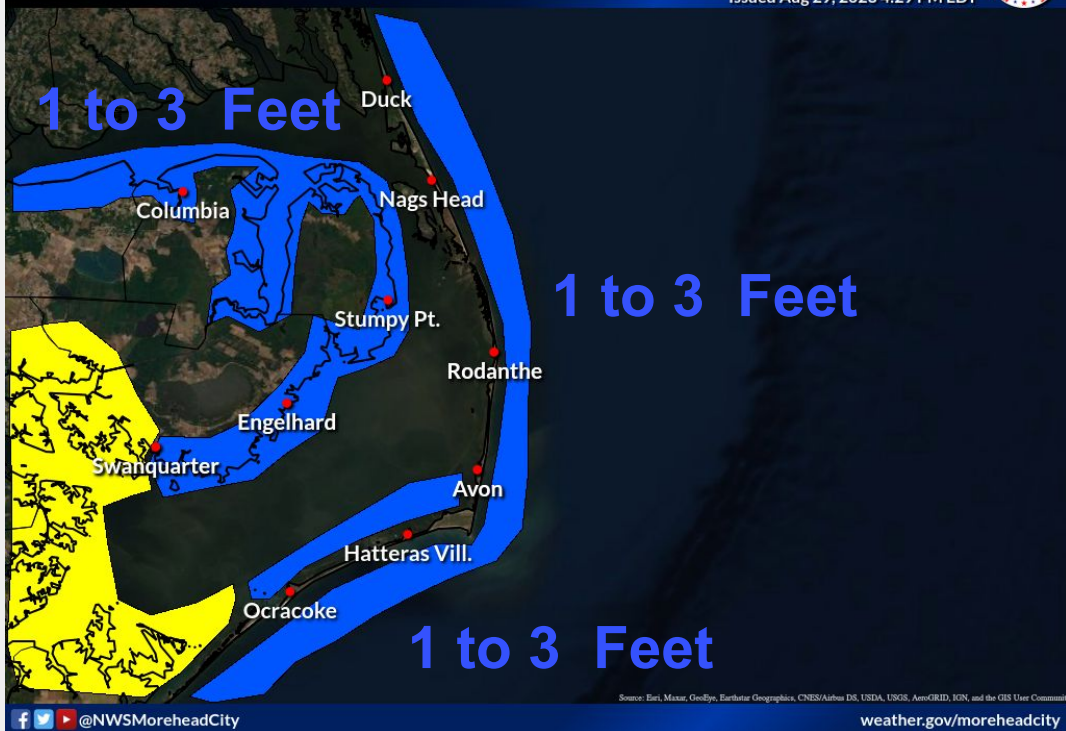 Duck
1 to 3 Feet
Nags Head
Columbia
1 to 3 Feet
Stumpy Pt.
Rodanthe
Engelhard
Swanquarter
Avon
Hatteras Vill.
Ocracoke
1 to 3 Feet
Source: Esri, Maxar, GeoEye, Earthstar Geographics, CNES/Airbus DS, USDA, USGS, AeroGRID, IGN, and the GIS User Communit
@NWSMoreheadCity
weather.gov/moreheadcity